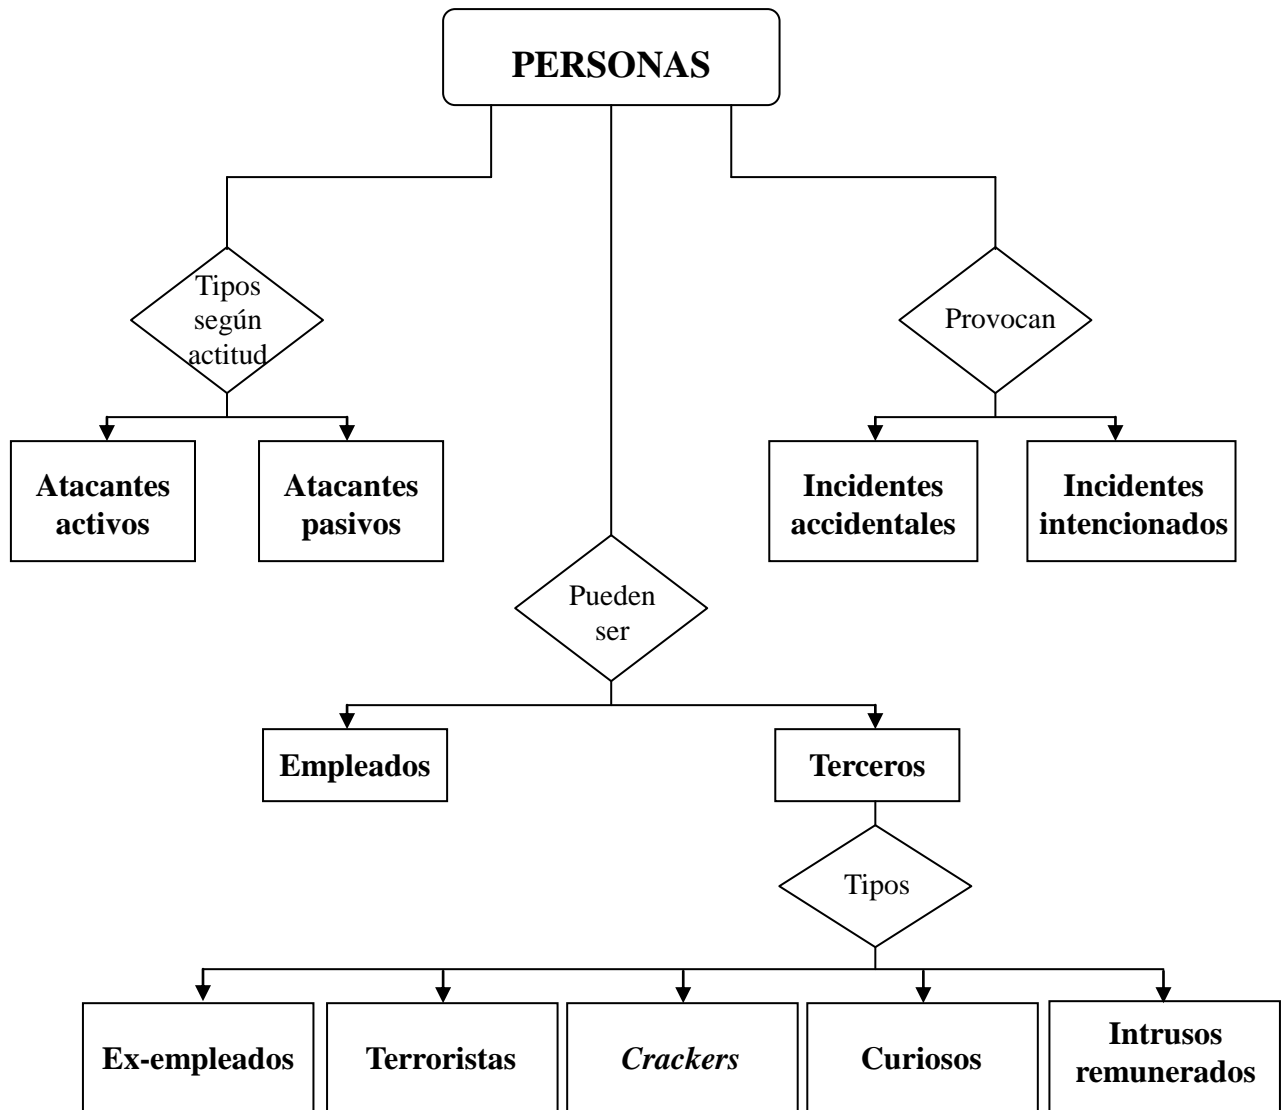 PERSONAS
Tipos
según
actitud
Provocan
Atacantes
activos
Atacantes
pasivos
Incidentes
accidentales
Incidentes
intencionados
Pueden
ser
Empleados
Terceros
Tipos
Ex-empleados
Terroristas
Crackers
Curiosos
Intrusos
remunerados